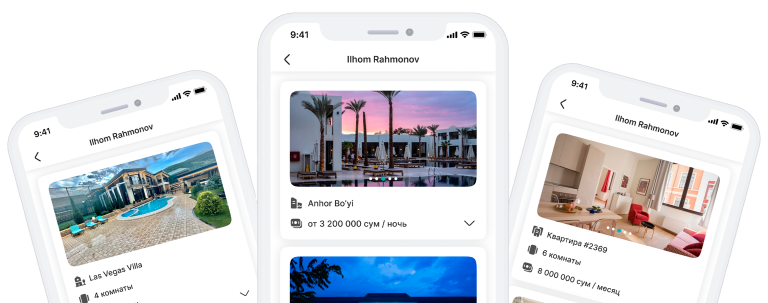 9:41
Ilhom Rahmonov
Las Vegas Villa
4 комнаты
9:41
Ilhom Rahmonov
Anhor Bo'yi
от 3 200 000 сум / ночь
9:41
Ilhom Rahmonov
Квартира #2369
6 комнаты
8 000 000 сум / месяц